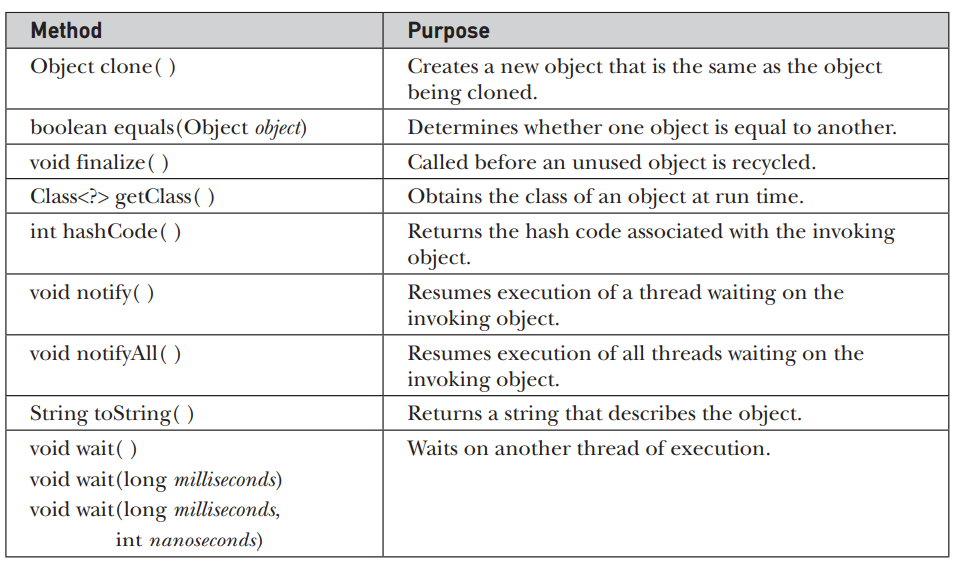 Method Purpose
Object clone( ) Creates a new object that is the same as the object
being cloned.
boolean equals(Object object) Determines whether one object is equal to another.
void finalize( ) Called before an unused object is recycled.
Class<?> getClass( ) Obtains the class of an object at run time.
int hashCode( ) Returns the hash code associated with the invoking
object.
void notify( ) Resumes execution of a thread waiting on the
invoking object.
void notifyAll( ) Resumes execution of all threads waiting on the
invoking object.
String toString( ) Returns a string that describes the object.
void wait( ) Waits on another thread of execution.
void wait(long milliseconds)
void wait(long milliseconds,
int nanoseconds)